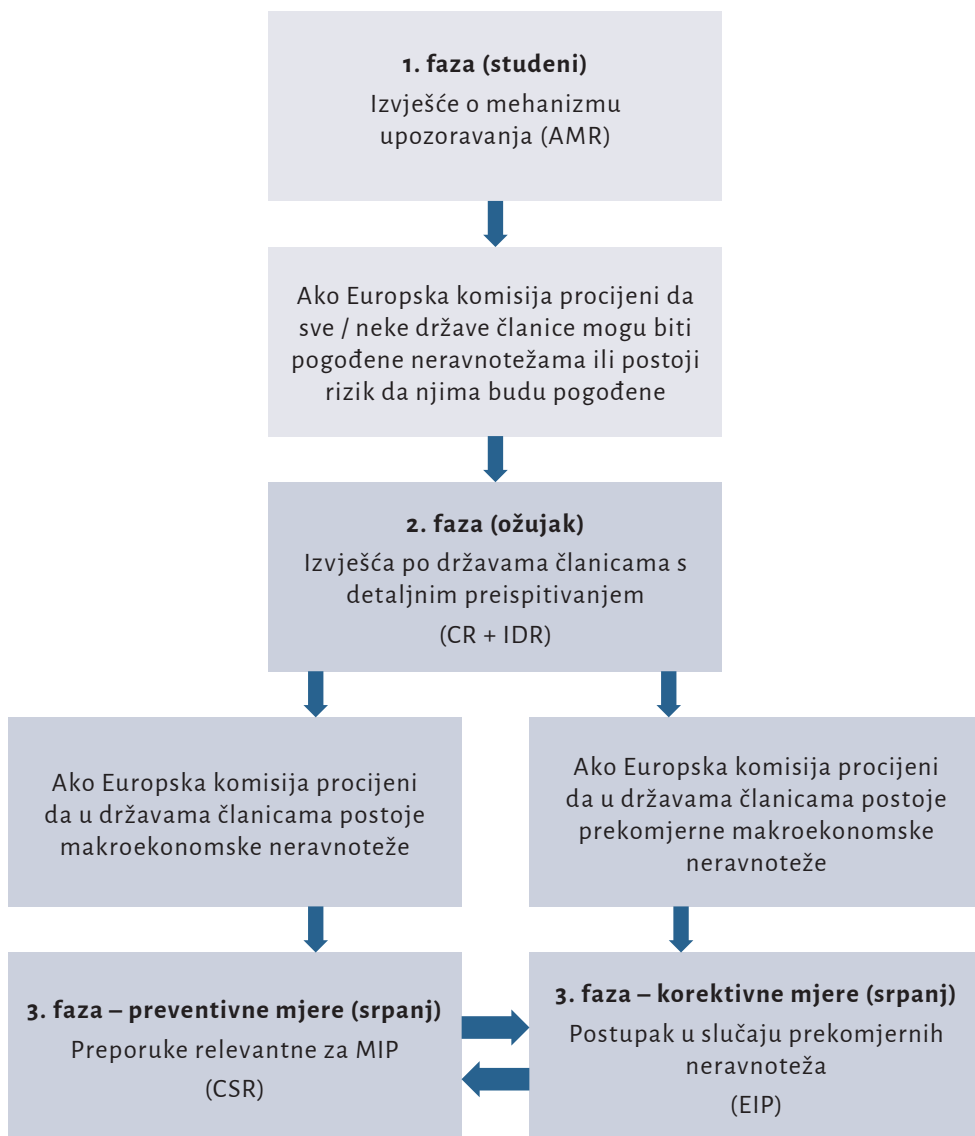 1. faza (studeni)
Izvješće o mehanizmu
upozoravanja (AMR)
Ako Europska komisija procijeni da
sve / neke države članice mogu biti
pogođene neravnotežama ili postoji
rizik da njima budu pogođene
2. faza (ožujak)
Izvješća po državama članicama s
detaljnim preispitivanjem
(CR + IDR)
Ako Europska komisija procijeni
da u državama članicama postoje
makroekonomske neravnoteže
Ako Europska komisija procijeni
da u državama članicama postoje
prekomjerne makroekonomske
neravnoteže
3. faza – preventivne mjere (srpanj)
Preporuke relevantne za MIP
(CSR)
3. faza – korektivne mjere (srpanj)
Postupak u slučaju prekomjernih
neravnoteža
(EIP)